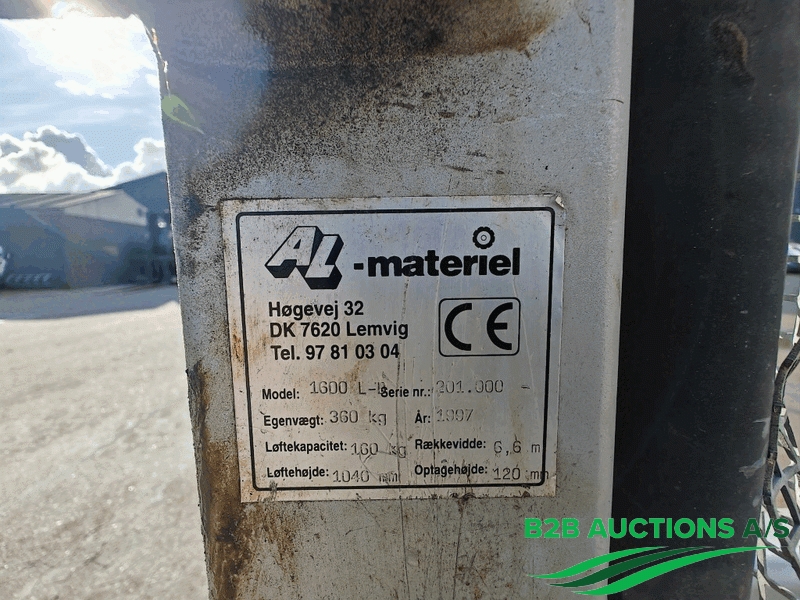 AL -materiel
Høgevej 32
DK 7620 Lemvig
Tel. 97 81 03 04
CE
Model: 1600 Serie nr.: 201.000
Egenvægt: 360 kg År: 1997
Løftekapacitet: 160 kg Rækkevidde: 6,6 m
Løftehøjde: 1040 mm Optagehøjde: 120 mm
B2B AUCTIONS A/S